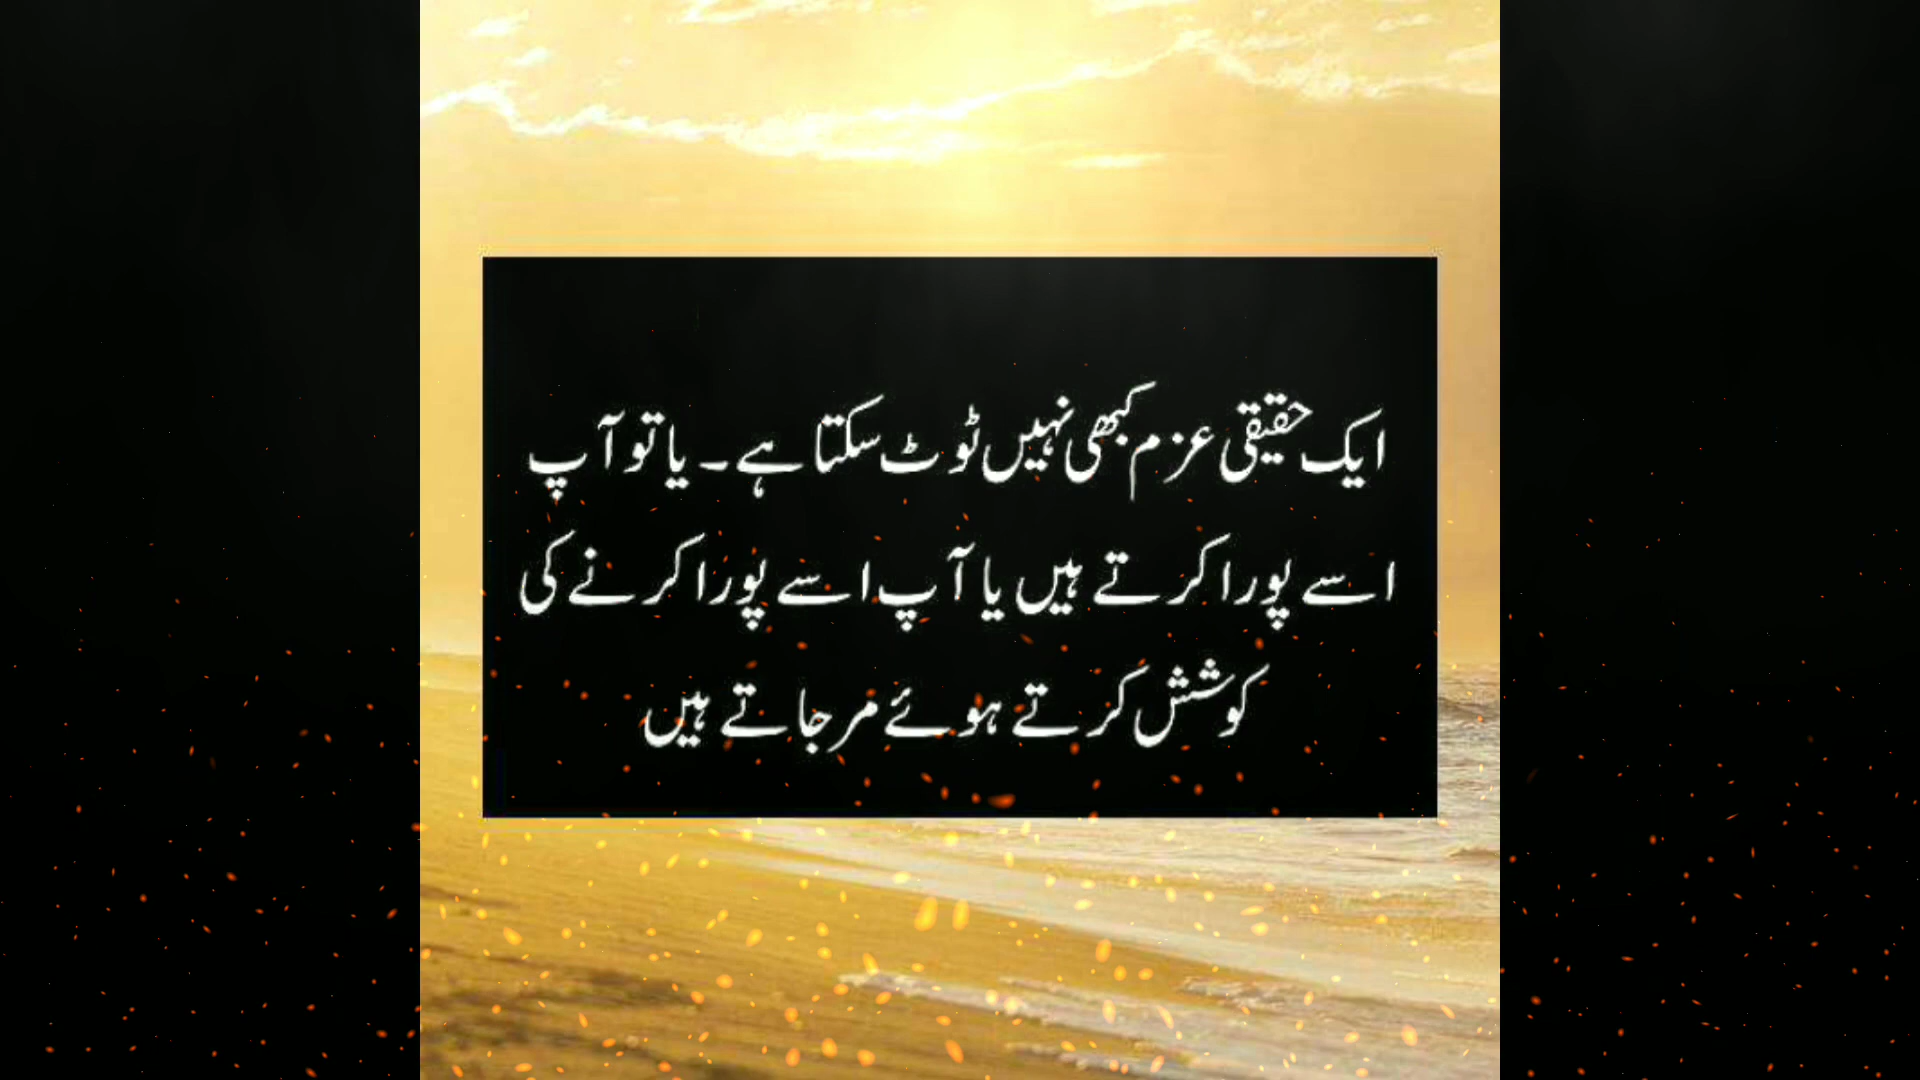 ایک حقیقی عزم کبھی نہیں ٹوٹ سکتا ہے۔ یا تو آپ
اسے پورا کرتے ہیں یا آپ اسے پورا کرنے کی
کوشش کرتے ہوئے مر جاتے ہیں